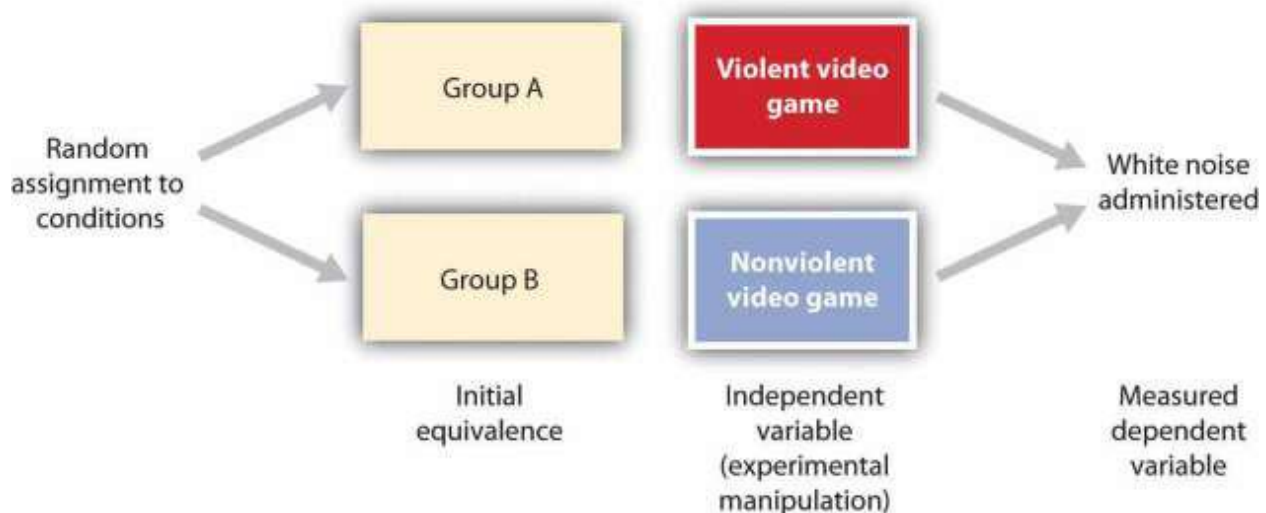 Random
assignment to
conditions
Group A
Group B
Initial
equivalence
Violent video
game
Nonviolent
video game
Independent
variable
(experimental
manipulation)
White noise
administered
Measured
dependent
variable